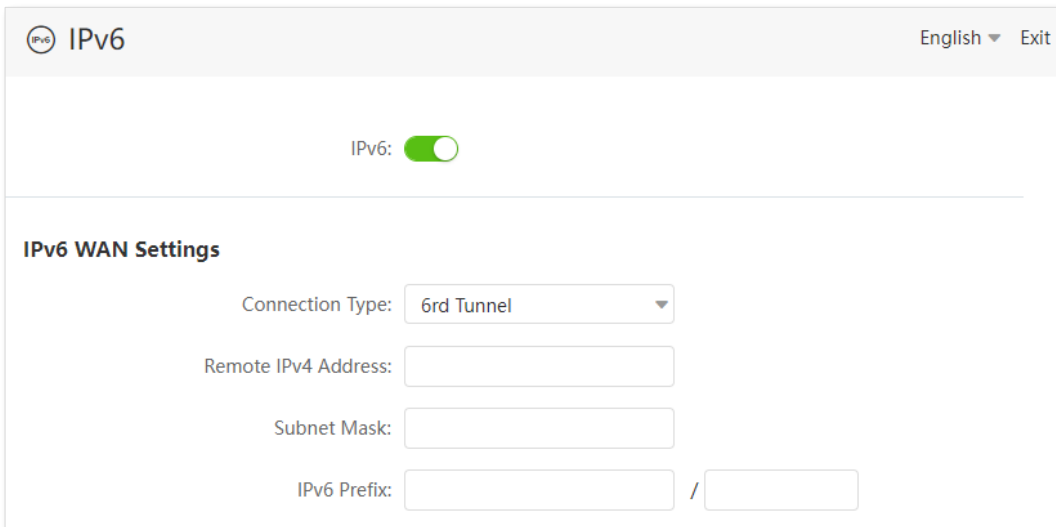 IPv6 IPv6 English Exit
IPv6:
IPv6 WAN Settings
Connection Type: 6rd Tunnel
Remote IPv4 Address:
Subnet Mask:
IPv6 Prefix: /